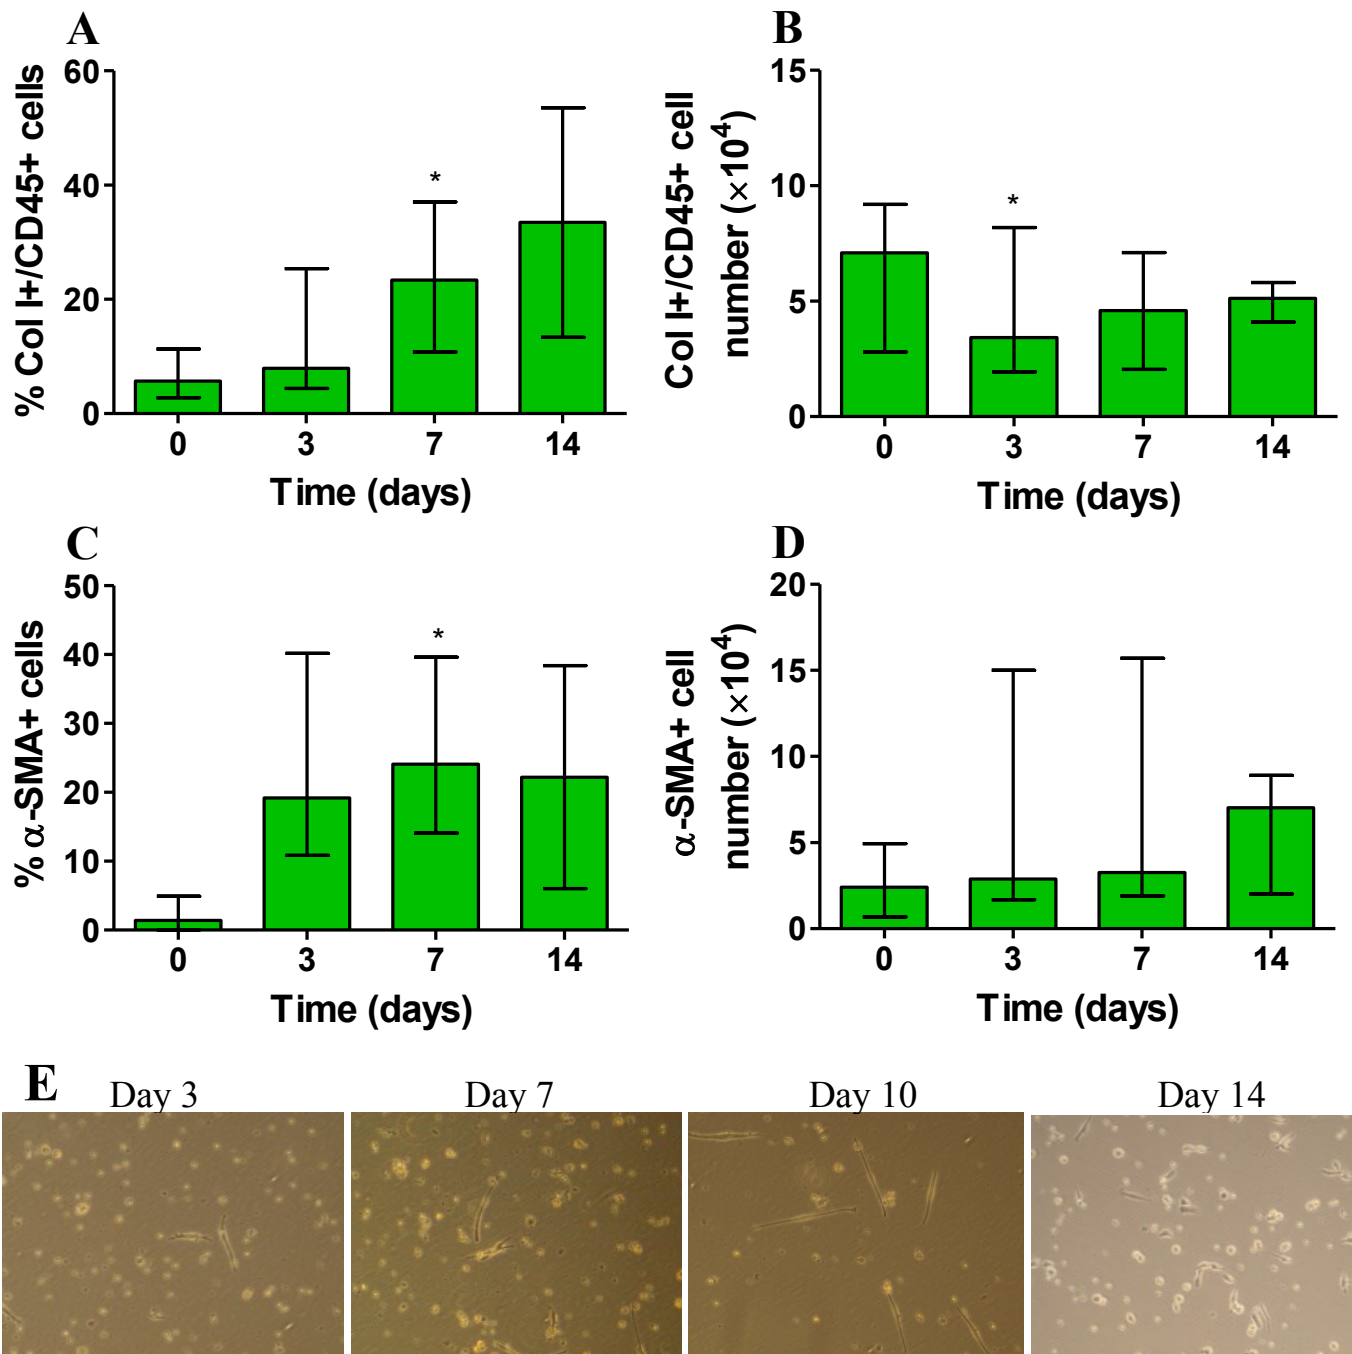 A
% Col I+/CD45+ cells
60
40
20
0
*
0 3 7 14
Time (days)
B
Col I+/CD45+ cell
number (×10⁴)
15
10
5
0
*
0 3 7 14
Time (days)
C
% α-SMA+ cells
50
40
30
20
10
0
*
0 3 7 14
Time (days)
D
α-SMA+ cell
number (×10⁴)
20
15
10
5
0
0 3 7 14
Time (days)
E
Day 3 Day 7 Day 10 Day 14